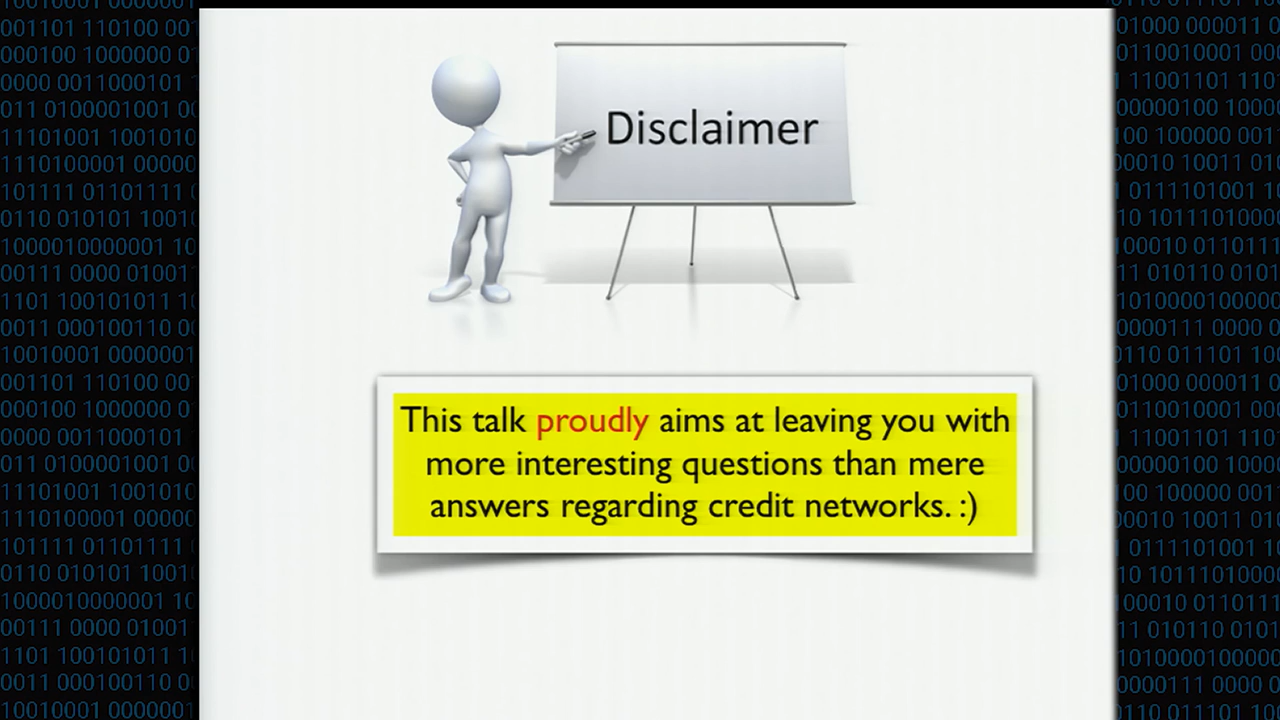 Disclaimer
This talk proudly aims at leaving you with
more interesting questions than mere
answers regarding credit networks. :)